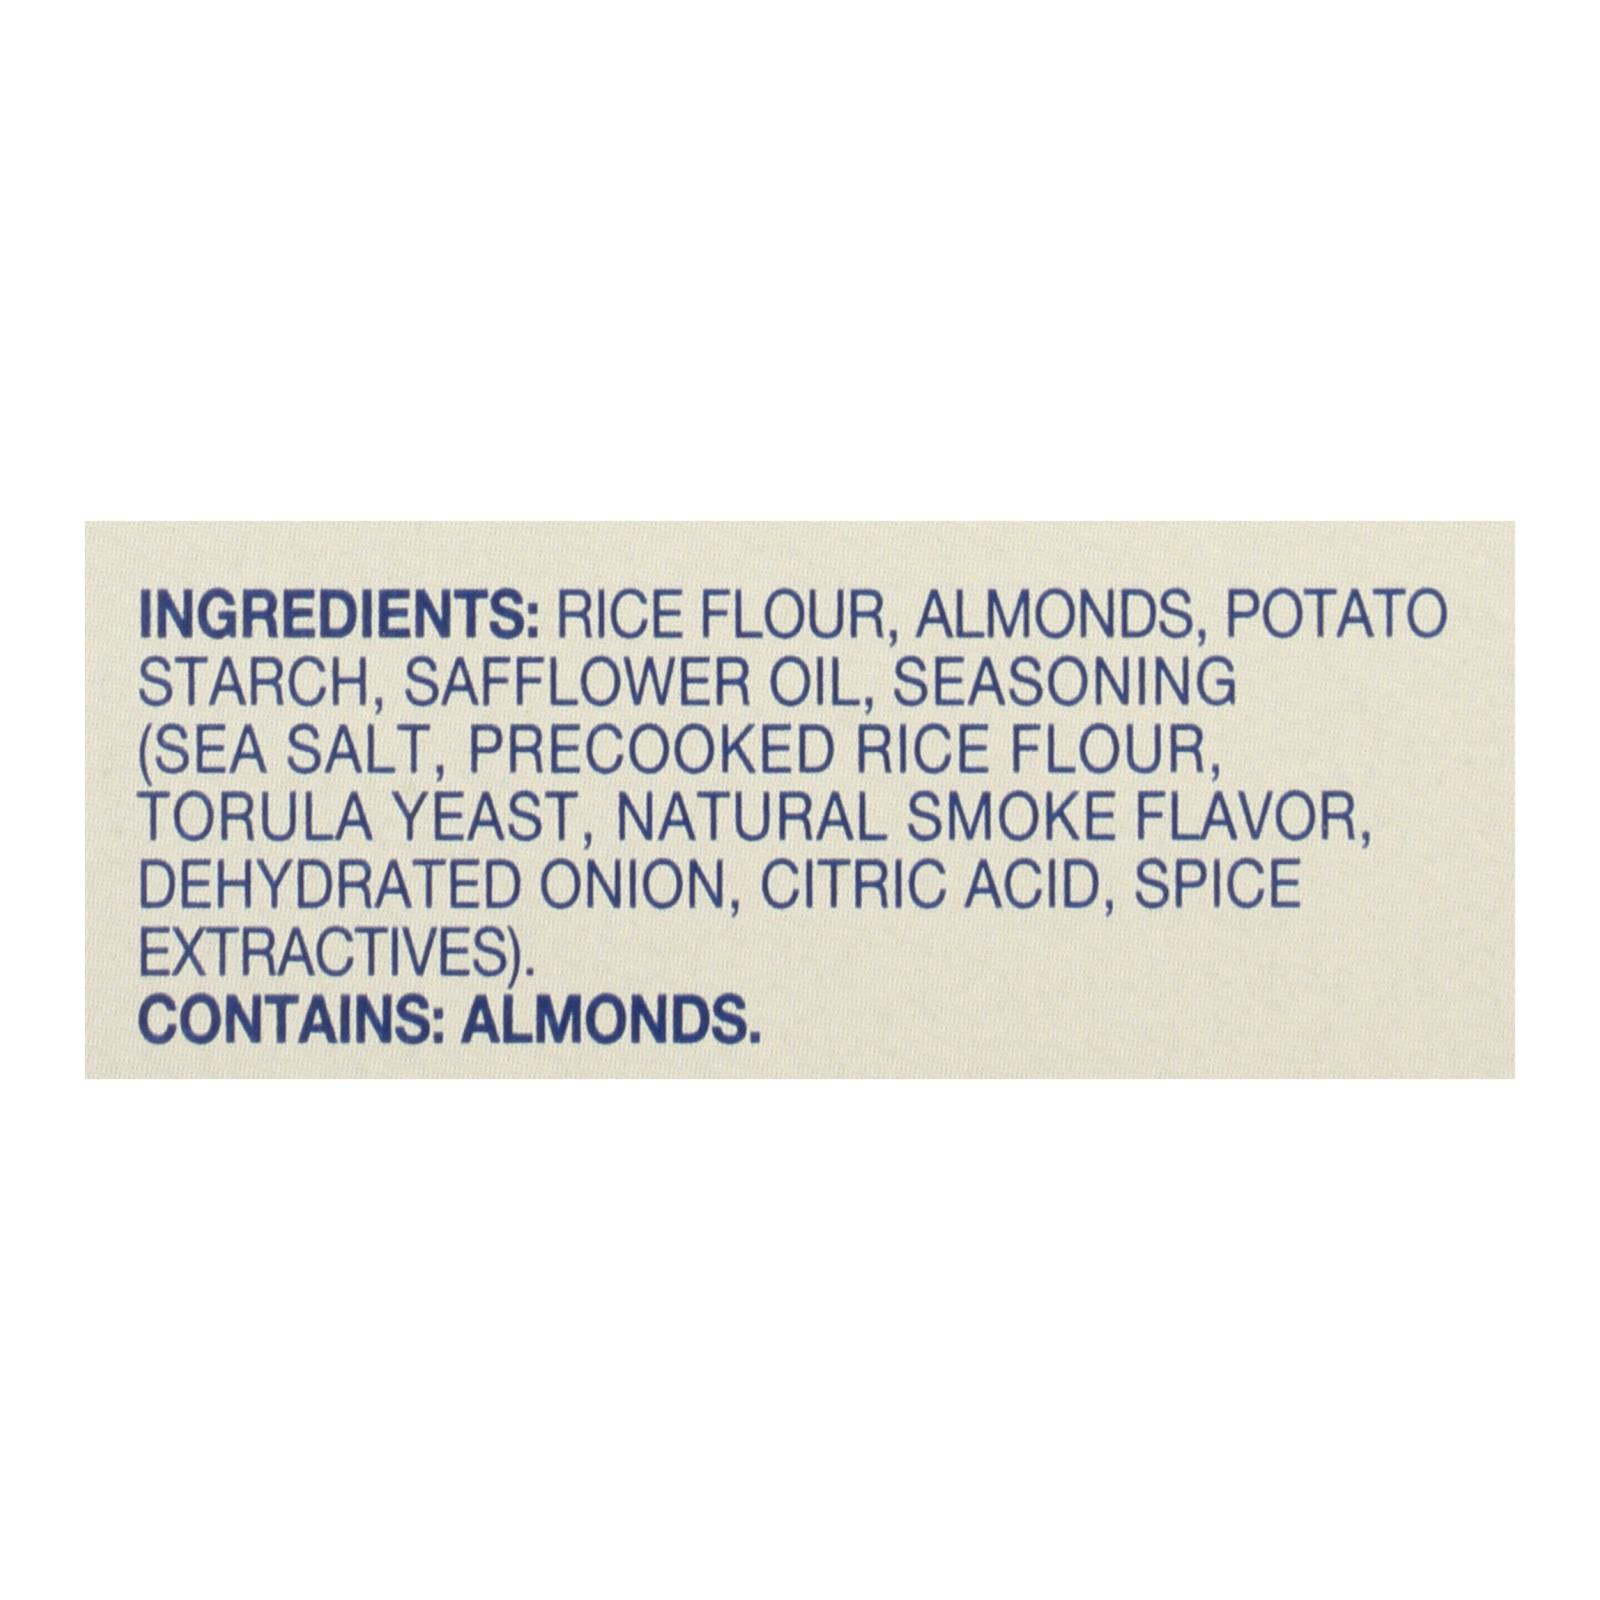 INGREDIENTS: RICE FLOUR, ALMONDS, POTATO
STARCH, SAFFLOWER OIL, SEASONING
(SEA SALT, PRECOOKED RICE FLOUR,
TORULA YEAST, NATURAL SMOKE FLAVOR,
DEHYDRATED ONION, CITRIC ACID, SPICE
EXTRACTIVES).
CONTAINS: ALMONDS.